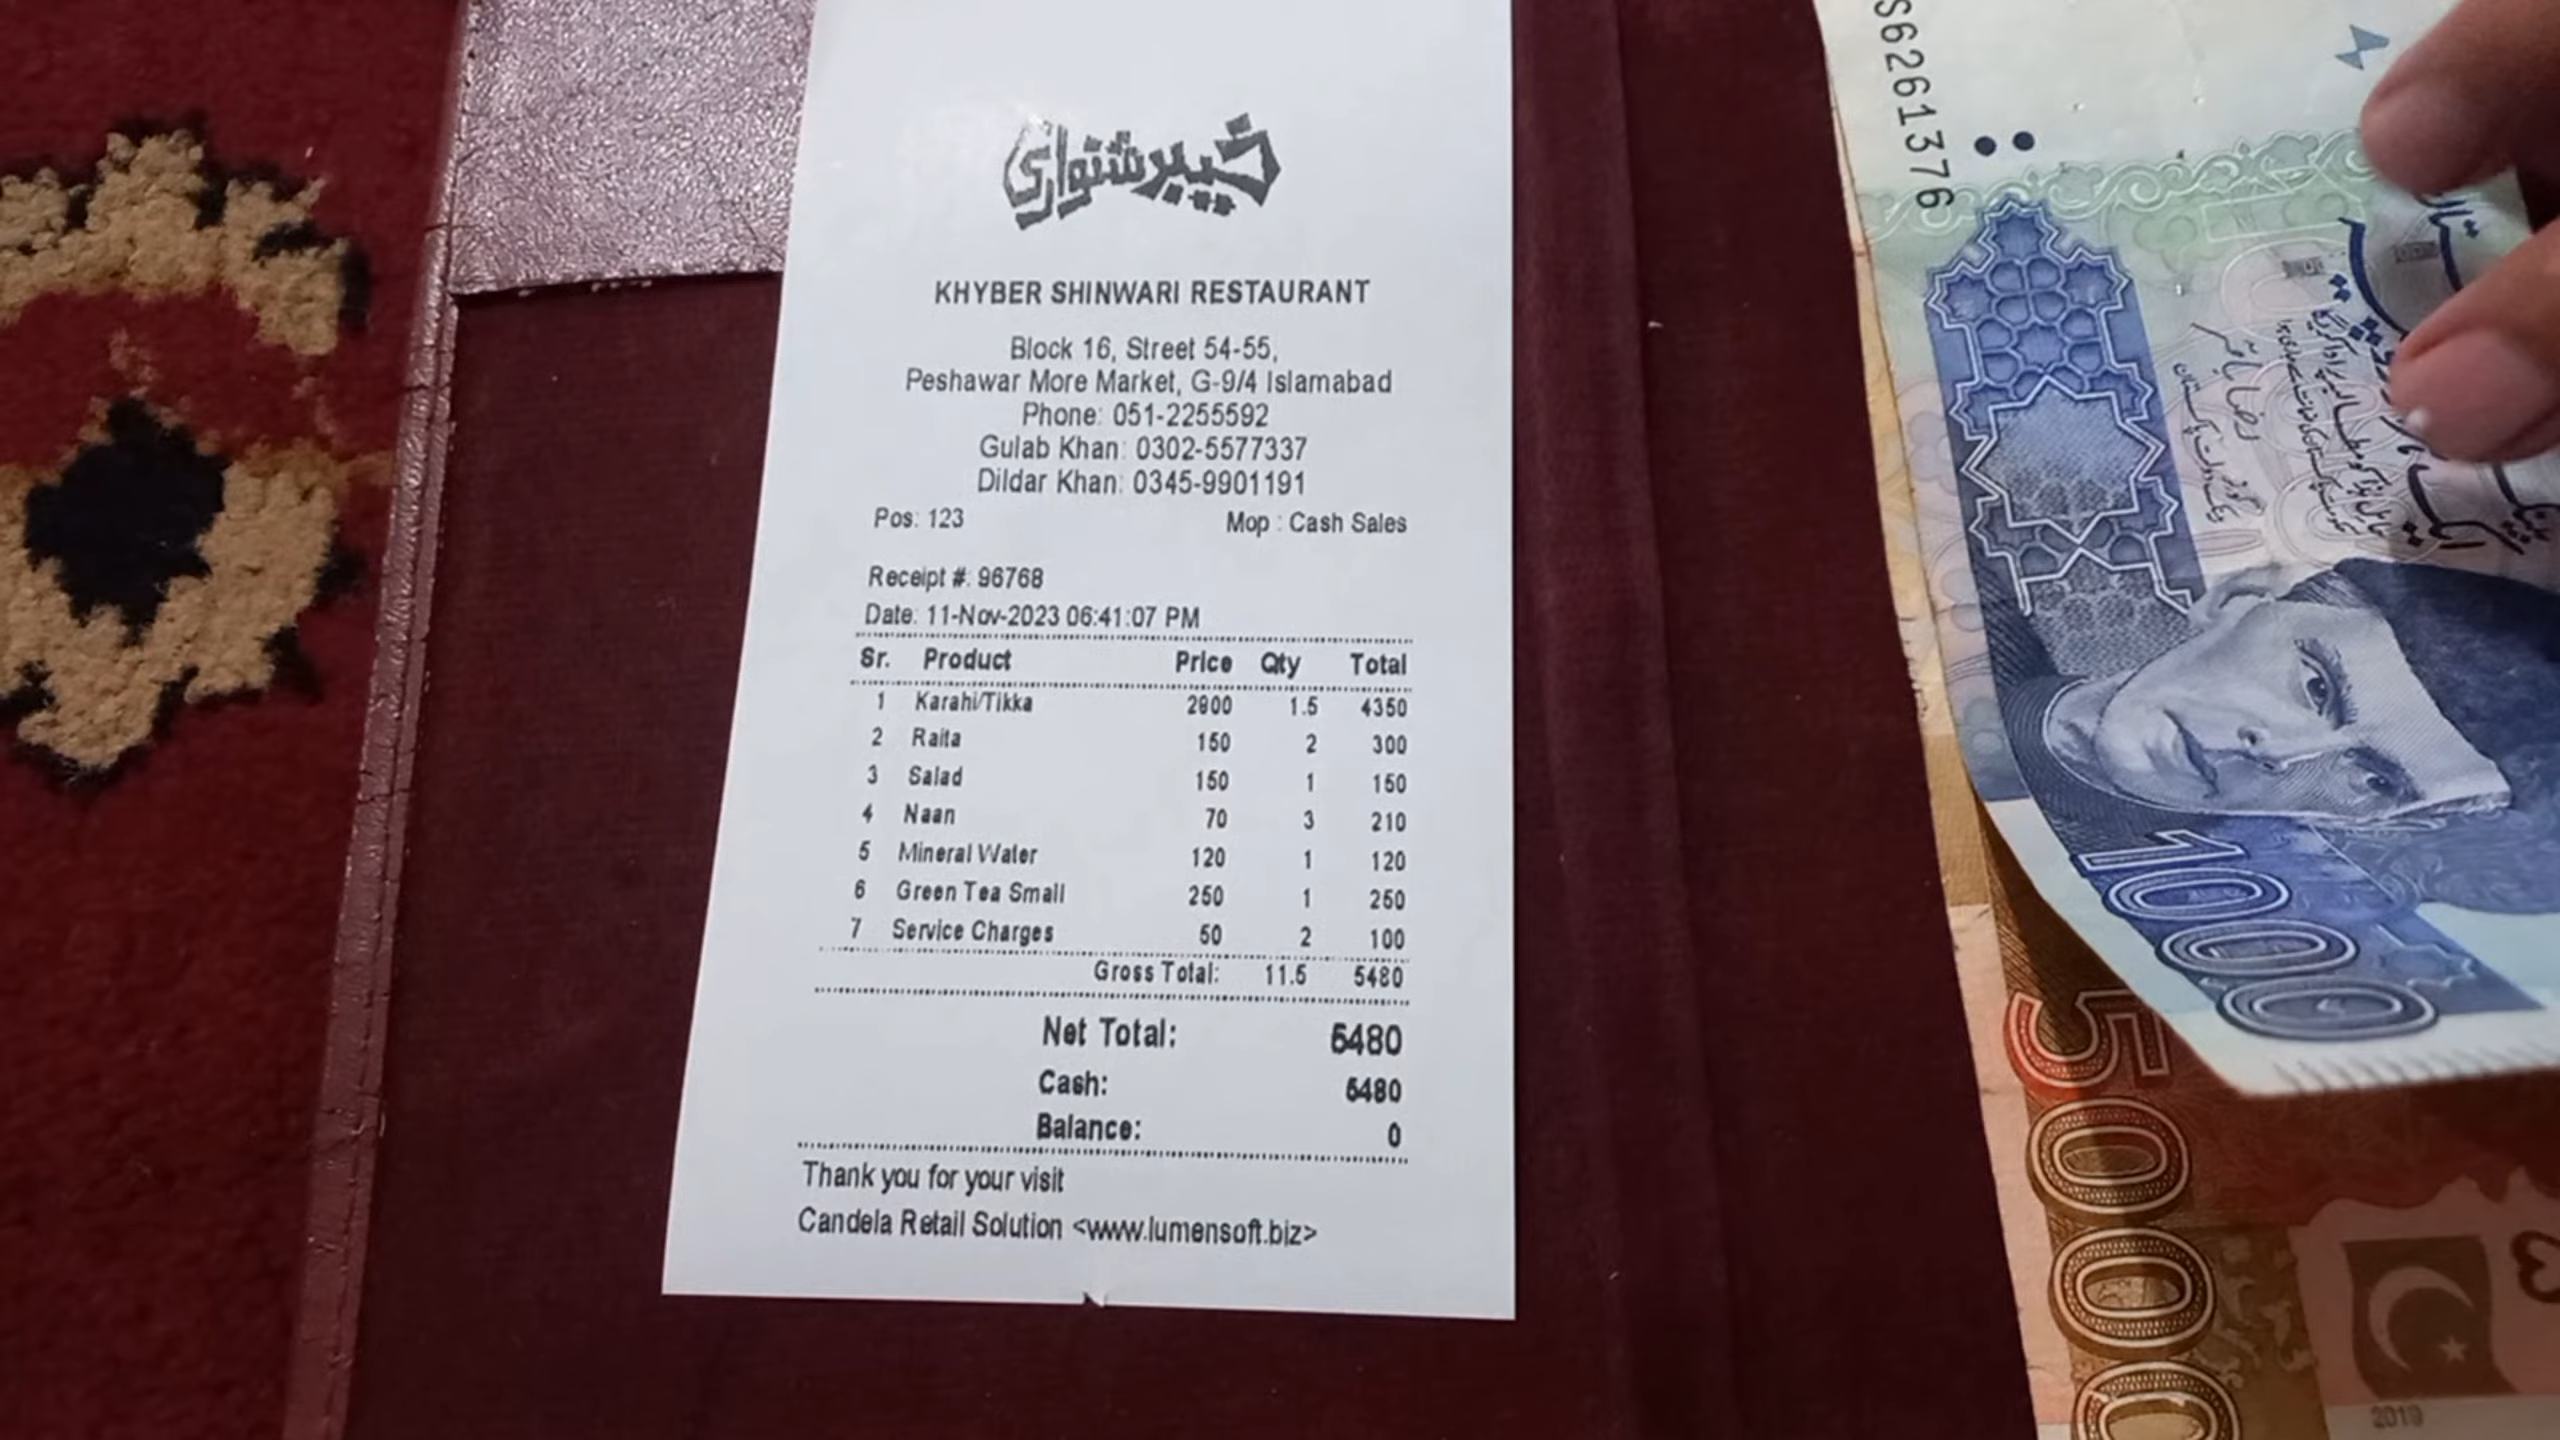 خیبر شنواری
KHYBER SHINWARI RESTAURANT
Block 16, Street 54-55,
Peshawar More Market, G-9/4 Islamabad
Phone: 051-2255592
Gulab Khan: 0302-5577337
Dildar Khan: 0345-9901191
Pos: 123 Mop : Cash Sales
Receipt #: 96768
Date: 11-Nov-2023 06:41:07 PM
Sr. Product Price Qty Total
1 Karahi/Tikka 2900 1.5 4350
2 Raita 150 2 300
3 Salad 150 1 150
4 Naan 70 3 210
5 Mineral Water 120 1 120
6 Green Tea Small 250 1 250
7 Service Charges 50 2 100
Gross Total: 11.5 5480
Net Total: 5480
Cash: 5480
Balance: 0
Thank you for your visit
Candela Retail Solution <www.lumensoft.biz>
S6261376
ایک
رضا باقر
1000
5000
2019